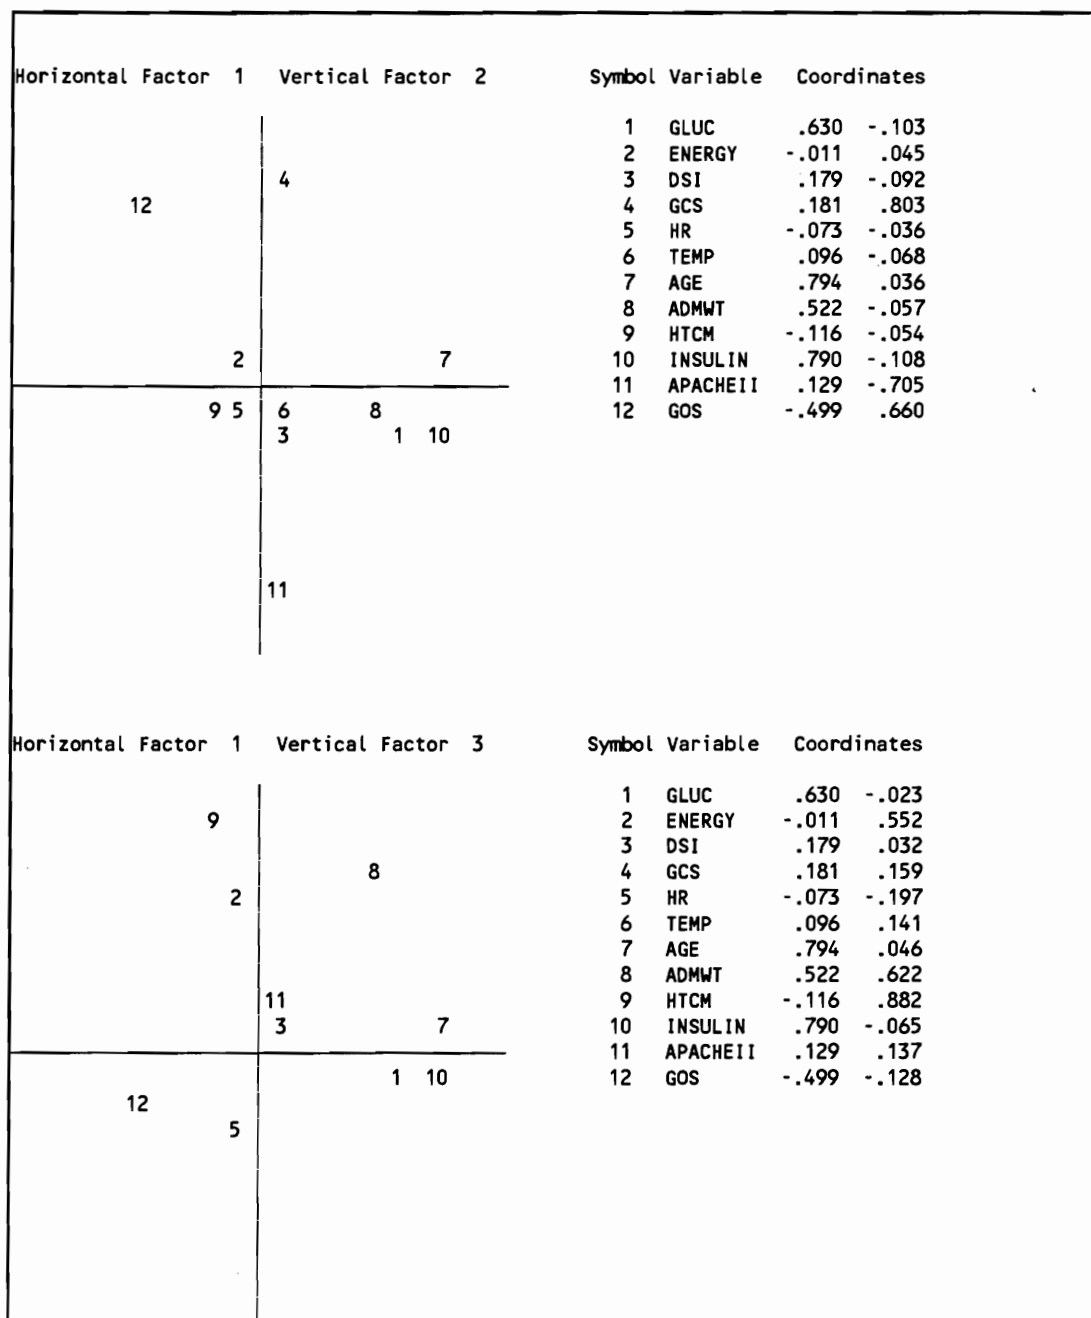 Horizontal Factor 1 Vertical Factor 2 Symbol Variable Coordinates
1 GLUC .630 -.103
2 ENERGY -.011 .045
4 3 DSI .179 -.092
12 4 GCS .181 .803
5 HR -.073 -.036
6 TEMP .096 -.068
7 AGE .794 .036
8 ADMWT .522 -.057
9 HTCM -.116 -.054
2 7 10 INSULIN .790 -.108
11 APACHEII .129 -.705
9 5 6 8 12 GOS -.499 .660
3 1 10
11
Horizontal Factor 1 Vertical Factor 3 Symbol Variable Coordinates
1 GLUC .630 -.023
9 2 ENERGY -.011 .552
3 DSI .179 .032
8 4 GCS .181 .159
2 5 HR -.073 -.197
6 TEMP .096 .141
7 AGE .794 .046
8 ADMWT .522 .622
11 9 HTCM -.116 .882
3 7 10 INSULIN .790 -.065
11 APACHEII .129 .137
1 10 12 GOS -.499 -.128
12
5